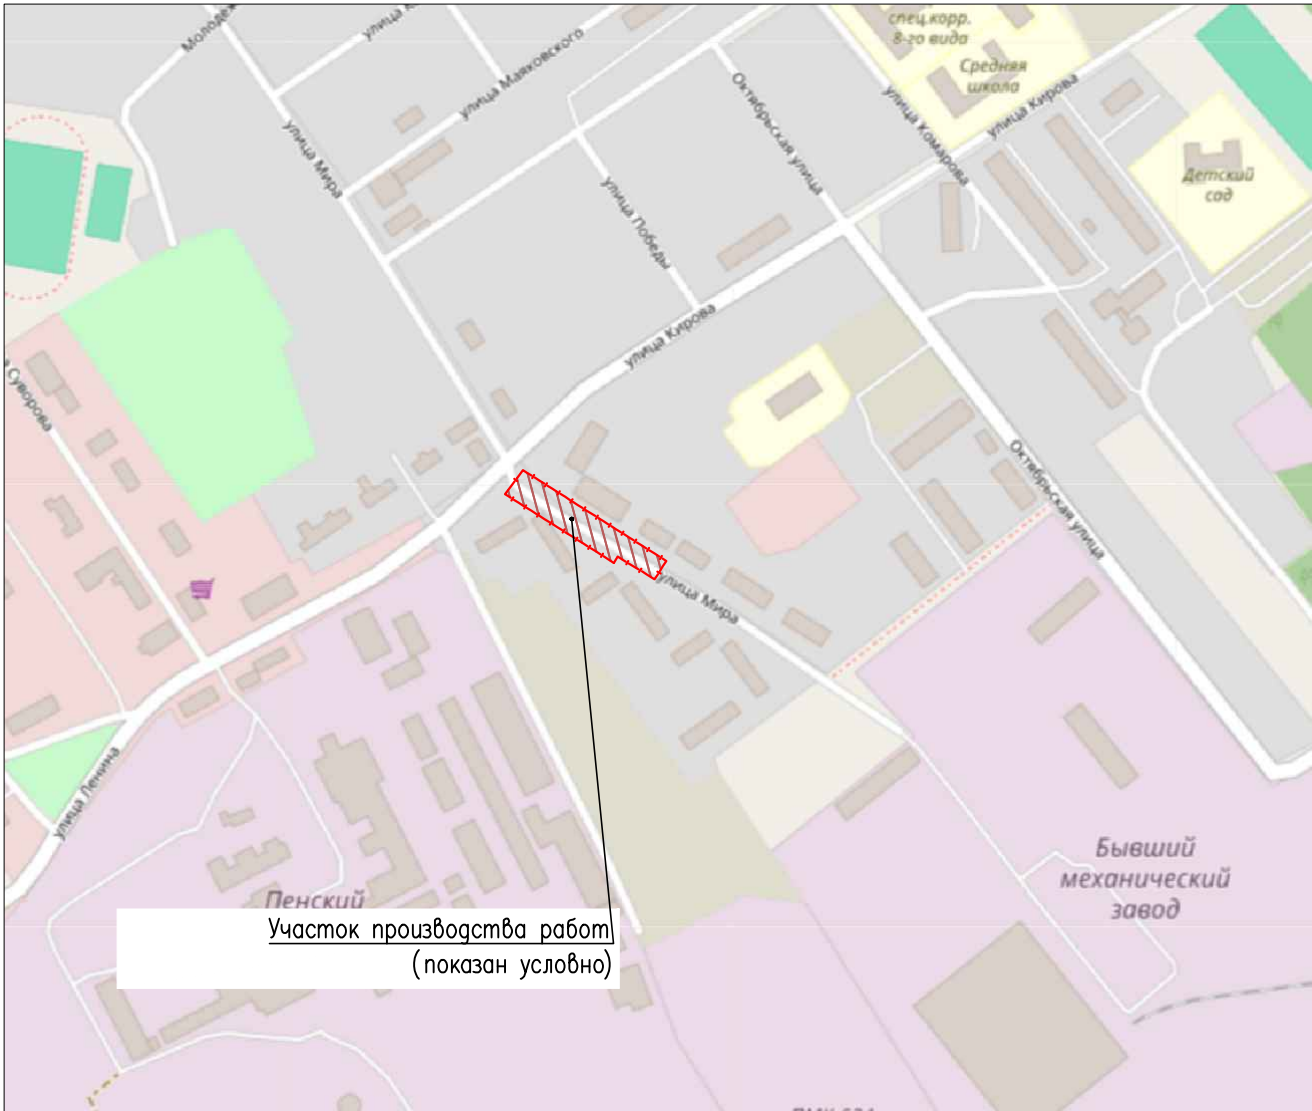 спец.корр.
8-го вида
Средняя
школа
улица Маяковского
улица Мира
Октябрьская улица
улица Комарова
улица Кирова
Детский
сад
улица Победы
улица Кирова
Суворова
Октябрьская улица
улица Мира
улица Ленина
Бывший
механический
завод
Пенский
Участок производства работ
(показан условно)